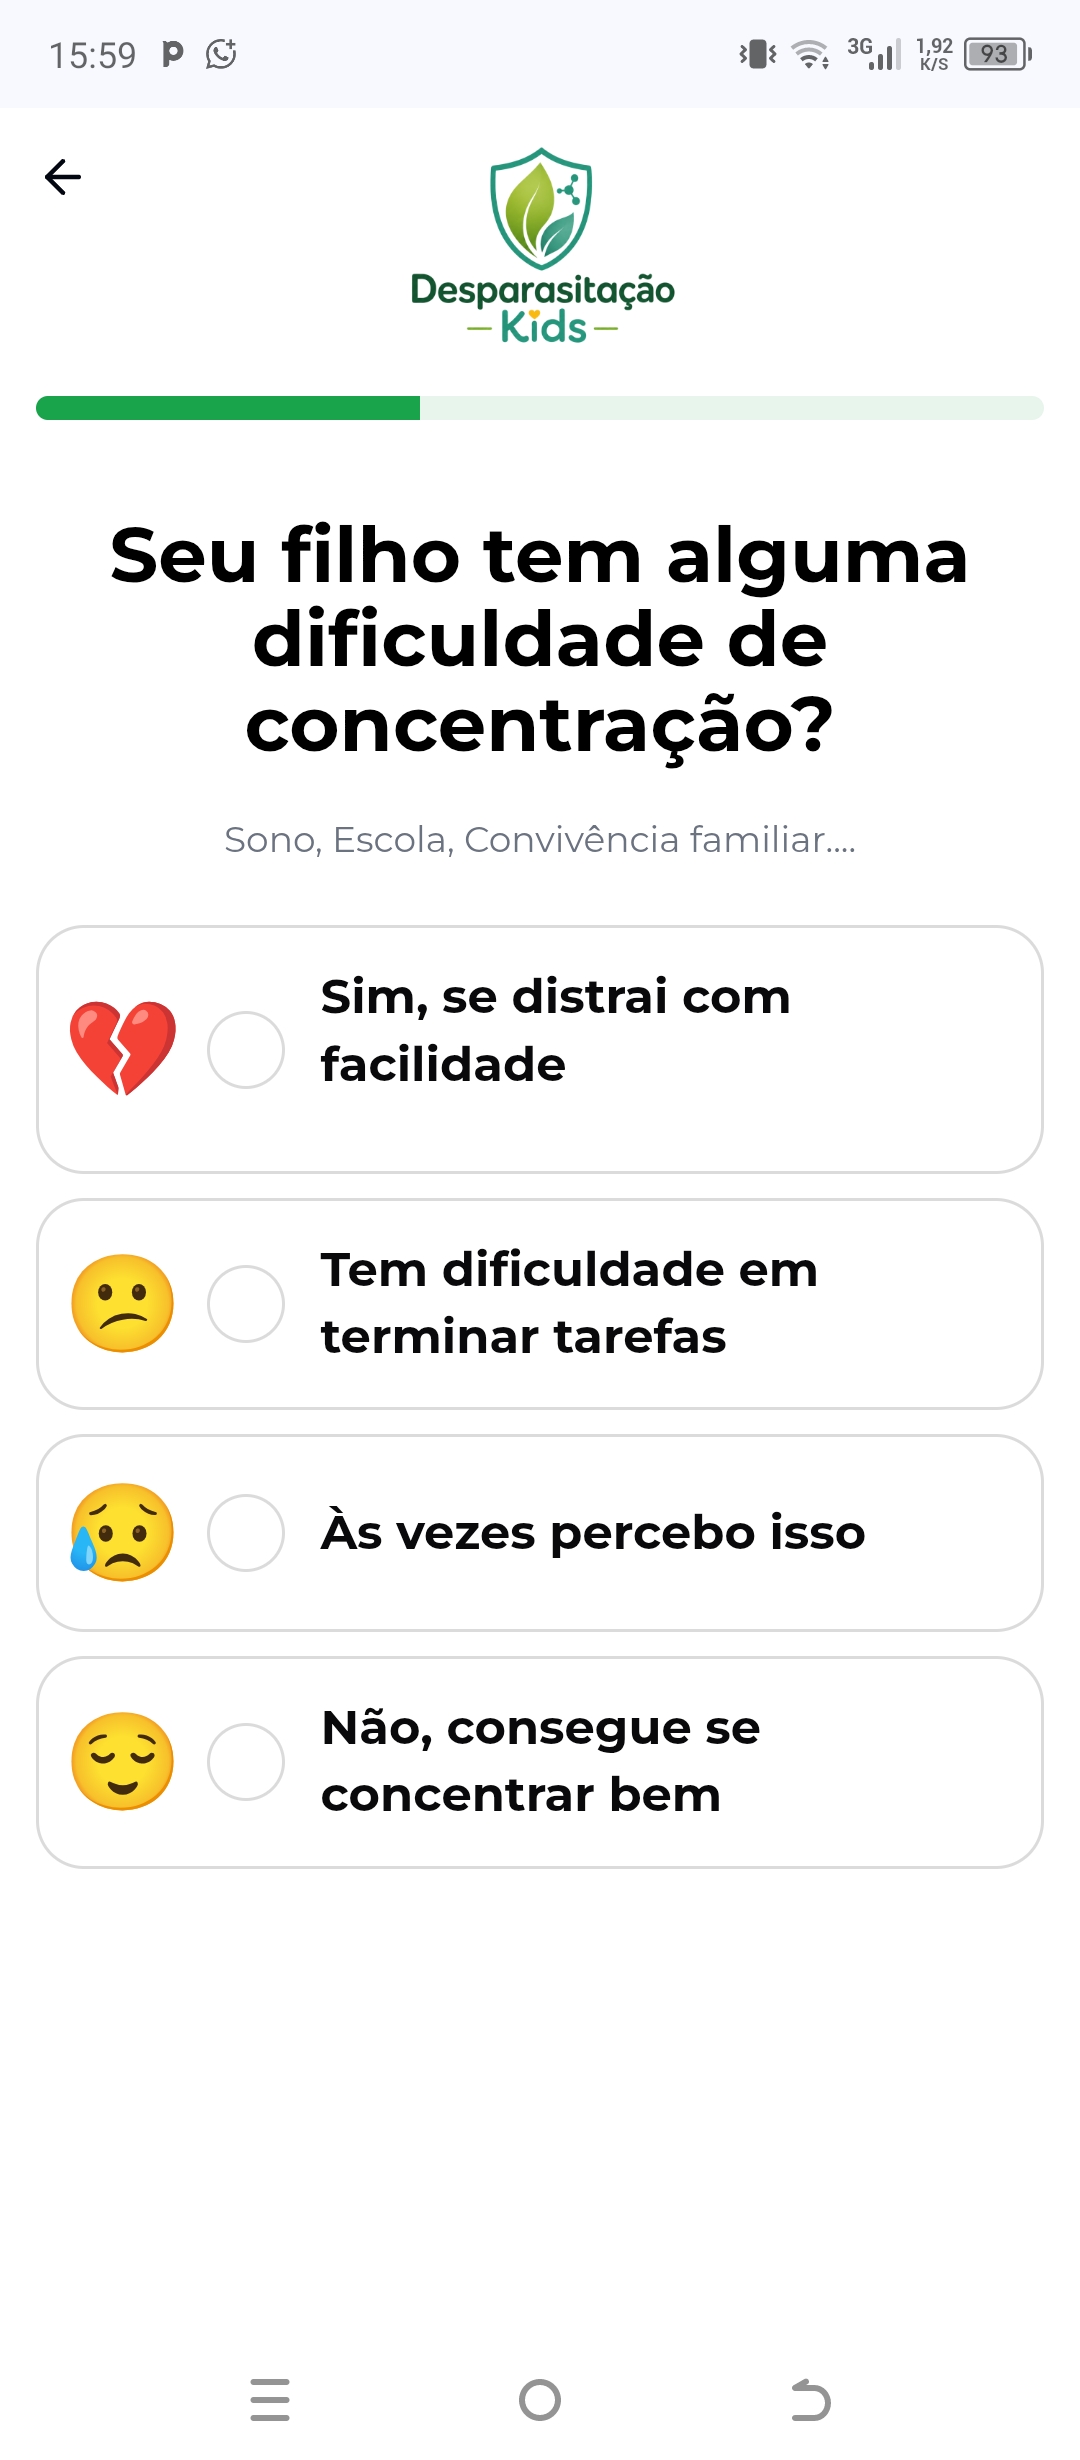 15:59
3G
1,92
K/S
93
Desparasitação
Kids
Seu filho tem alguma
dificuldade de
concentração?
Sono, Escola, Convivência familiar....
Sim, se distrai com
facilidade
Tem dificuldade em
terminar tarefas
Às vezes percebo isso
Não, consegue se
concentrar bem